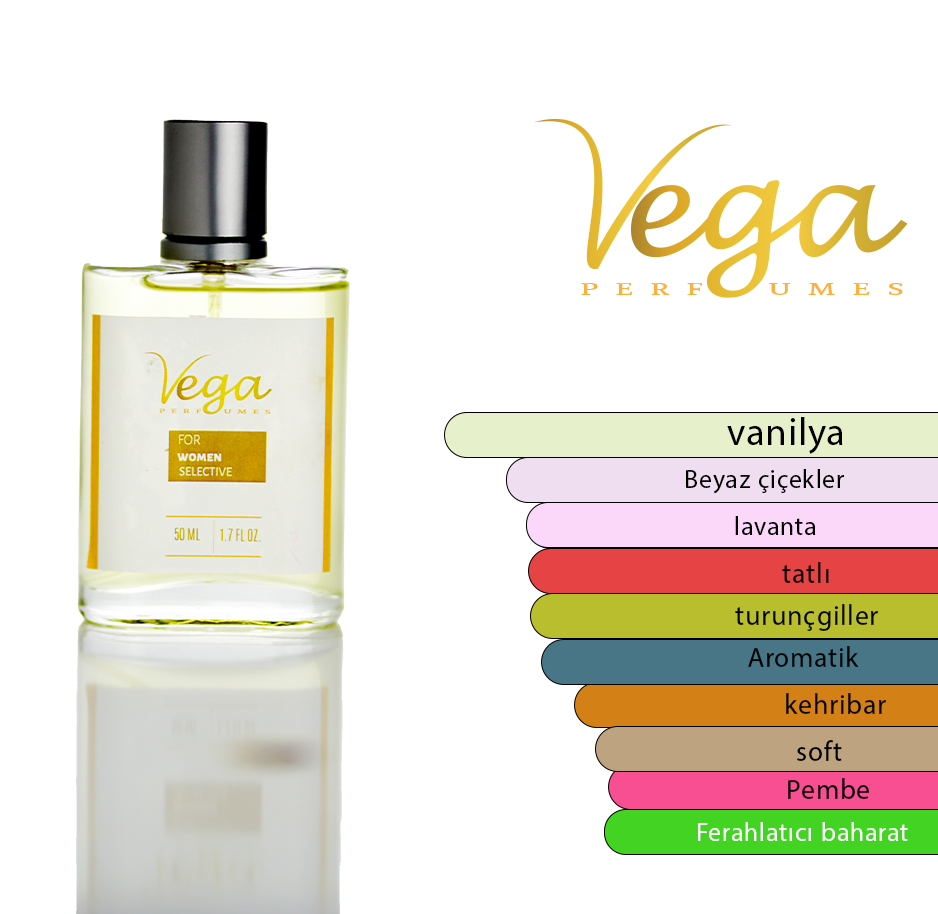 Vega
PERFUMES
Vega
PERFUMES
FOR
WOMEN
SELECTIVE
50 ML 1.7 FL OZ.
vanilya
Beyaz çiçekler
lavanta
tatlı
turunçgiller
Aromatik
kehribar
soft
Pembe
Ferahlatıcı baharat